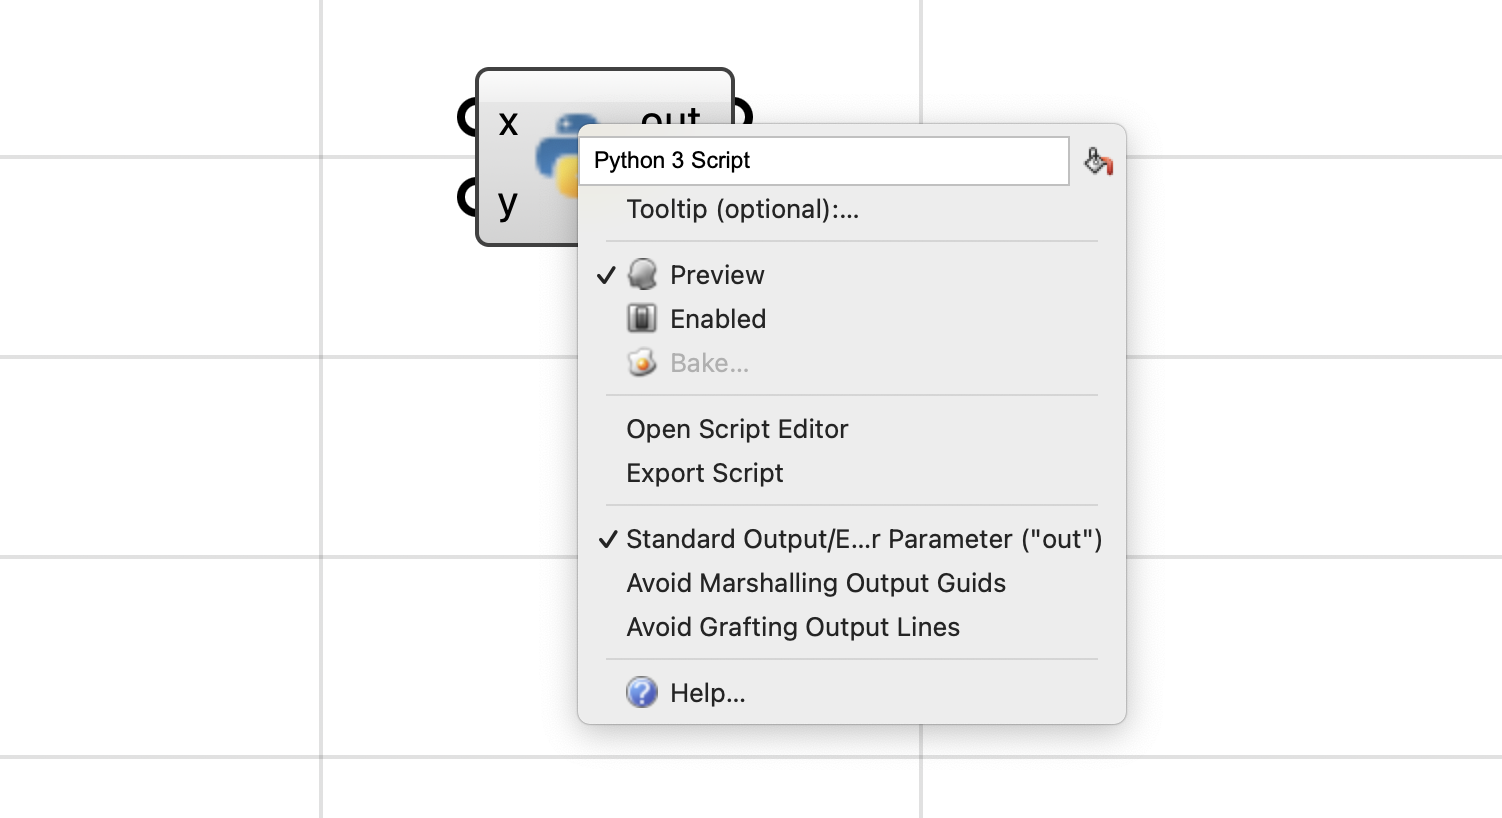 x
out
Python 3 Script
Tooltip (optional):...
y
Preview
Enabled
Bake...
Open Script Editor
Export Script
Standard Output/E...r Parameter ("out")
Avoid Marshalling Output Guids
Avoid Grafting Output Lines
Help...